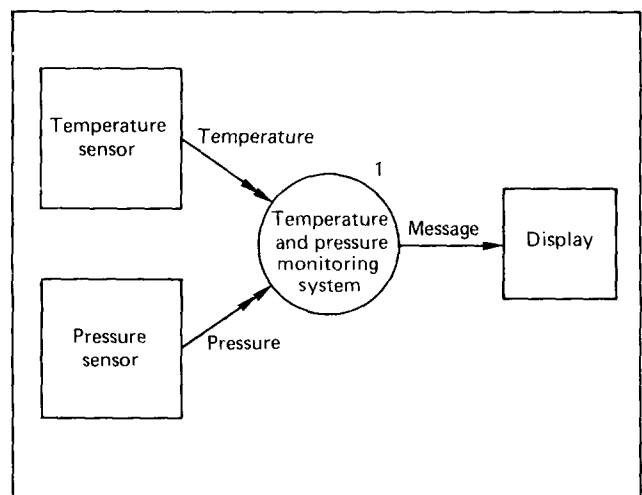 Temperature
sensor
Temperature
1
Temperature
and pressure
monitoring
system
Message
Display
Pressure
sensor
Pressure